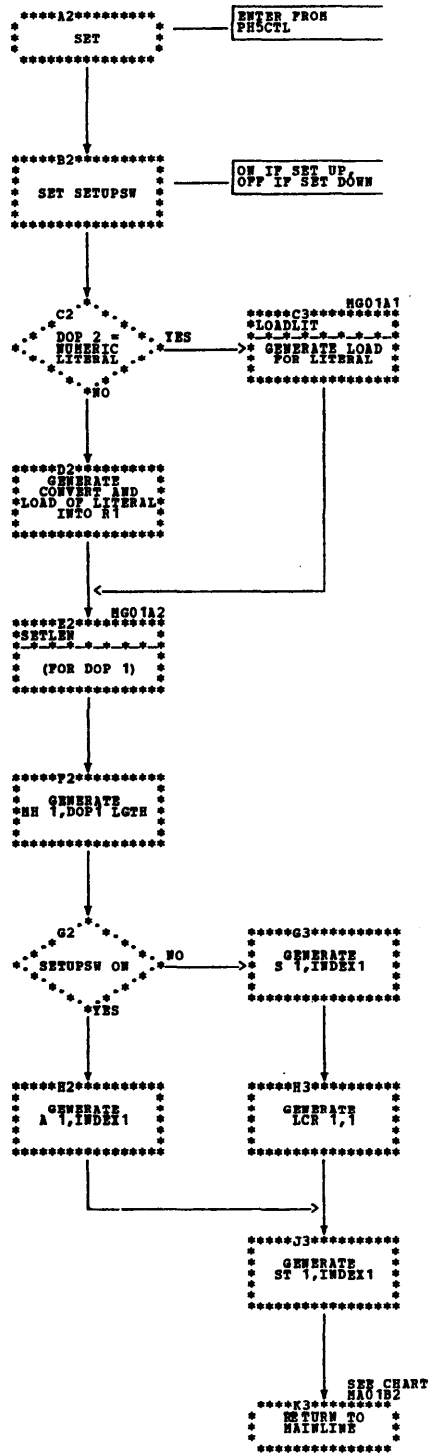 A2
SET
ENTER FROM
PH5CTL
B2
SET SETUPSW
ON IF SET UP,
OFF IF SET DOWN
C2
DOP 2 =
NUMERIC
LITERAL
YES
NO
MG01A1
C3
LOADLIT
GENERATE LOAD
FOR LITERAL
D2
GENERATE
CONVERT AND
LOAD OF LITERAL
INTO R1
MG01A2
E2
SETLEN
(FOR DOP 1)
F2
GENERATE
MH 1,DOP1 LGTH
G2
SETUPSW ON
NO
YES
G3
GENERATE
S 1,INDEX1
H2
GENERATE
A 1,INDEX1
H3
GENERATE
LCR 1,1
J3
GENERATE
ST 1,INDEX1
SEE CHART
MA01B2
K3
RETURN TO
MAINLINE